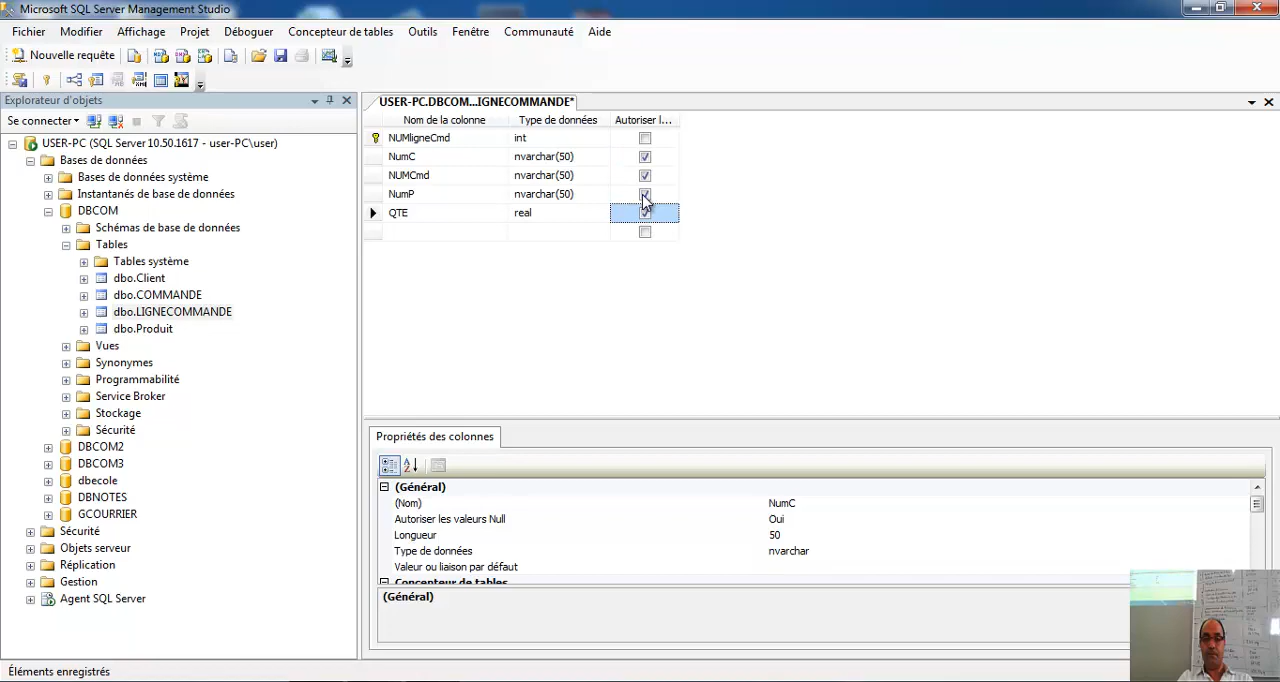 Microsoft SQL Server Management Studio
Fichier Modifier Affichage Projet Déboguer Concepteur de tables Outils Fenêtre Communauté Aide
Nouvelle requête
Explorateur d'objets
Se connecter
USER-PC (SQL Server 10.50.1617 - user-PC\user)
Bases de données
Bases de données système
Instantanés de base de données
DBCOM
Schémas de base de données
Tables
Tables système
dbo.Client
dbo.COMMANDE
dbo.LIGNECOMMANDE
dbo.Produit
Vues
Synonymes
Programmabilité
Service Broker
Stockage
Sécurité
DBCOM2
DBCOM3
dbecole
DBNOTES
GCOURRIER
Sécurité
Objets serveur
Réplication
Gestion
Agent SQL Server
USER-PC.DBCOM...IGNECOMMANDE*
Nom de la colonne Type de données Autoriser l...
NUMligneCmd int
NumC nvarchar(50)
NUMCmd nvarchar(50)
NumP nvarchar(50)
QTE real
Propriétés des colonnes
(Général)
(Nom) NumC
Autoriser les valeurs Null Oui
Longueur 50
Type de données nvarchar
Valeur ou liaison par défaut
Concepteur de tables
(Général)
Éléments enregistrés